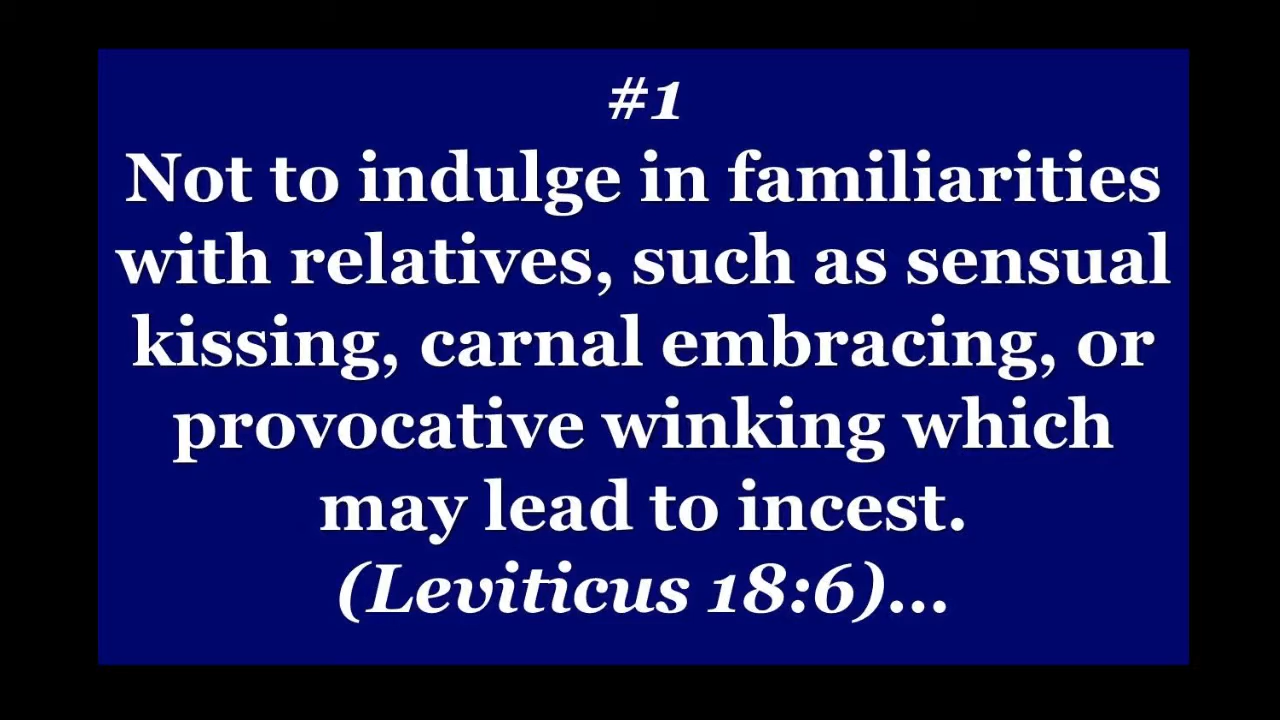 #1
Not to indulge in familiarities
with relatives, such as sensual
kissing, carnal embracing, or
provocative winking which
may lead to incest.
(Leviticus 18:6)...